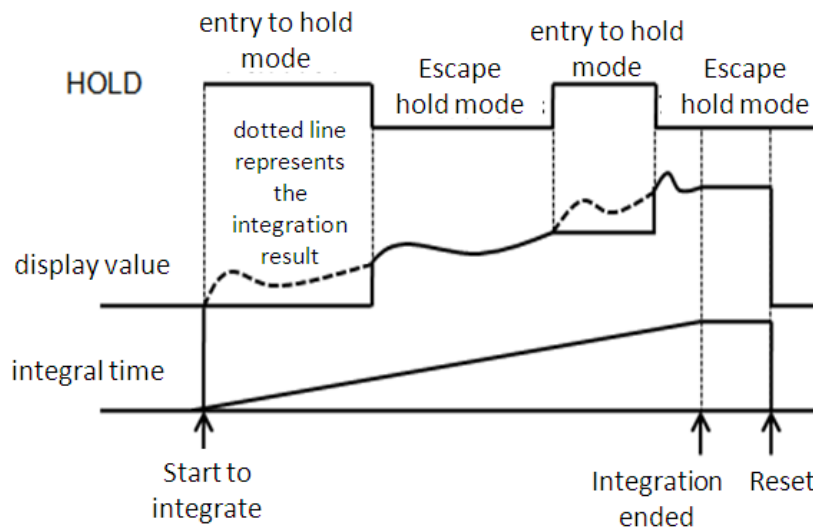 entry to hold
mode
entry to hold
mode
Escape
hold mode
Escape
hold mode
HOLD
dotted line
represents
the
integration
result
display value
integral time
Start to
integrate
Integration
ended
Reset